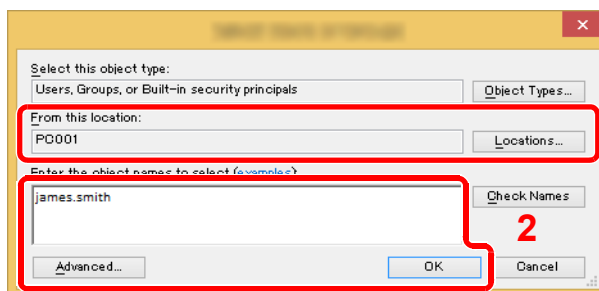 Select this object type:
Users, Groups, or Built-in security principals
Object Types...
From this location:
PC001
Locations...
Enter the object names to select (examples)
james.smith
Check Names
2
Advanced...
OK
Cancel